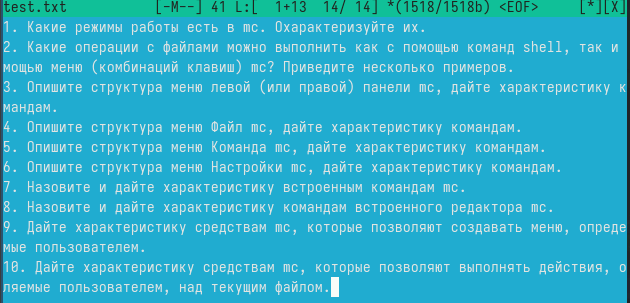 test.txt [-M--] 41 L:[ 1+13 14/ 14] *(1518/1518b) <EOF> [*][X]
1. Какие режимы работы есть в mc. Охарактеризуйте их.
2. Какие операции с файлами можно выполнить как с помощью команд shell, так и
мощью меню (комбинаций клавиш) mc? Приведите несколько примеров.
3. Опишите структура меню левой (или правой) панели mc, дайте характеристику к
мандам.
4. Опишите структура меню Файл mc, дайте характеристику командам.
5. Опишите структура меню Команда mc, дайте характеристику командам.
6. Опишите структура меню Настройки mc, дайте характеристику командам.
7. Назовите и дайте характеристику встроенным командам mc.
8. Назовите и дайте характеристику командам встроенного редактора mc.
9. Дайте характеристику средствам mc, которые позволяют создавать меню, опреде
мые пользователем.
10. Дайте характеристику средствам mc, которые позволяют выполнять действия, о
ляемые пользователем, над текущим файлом.